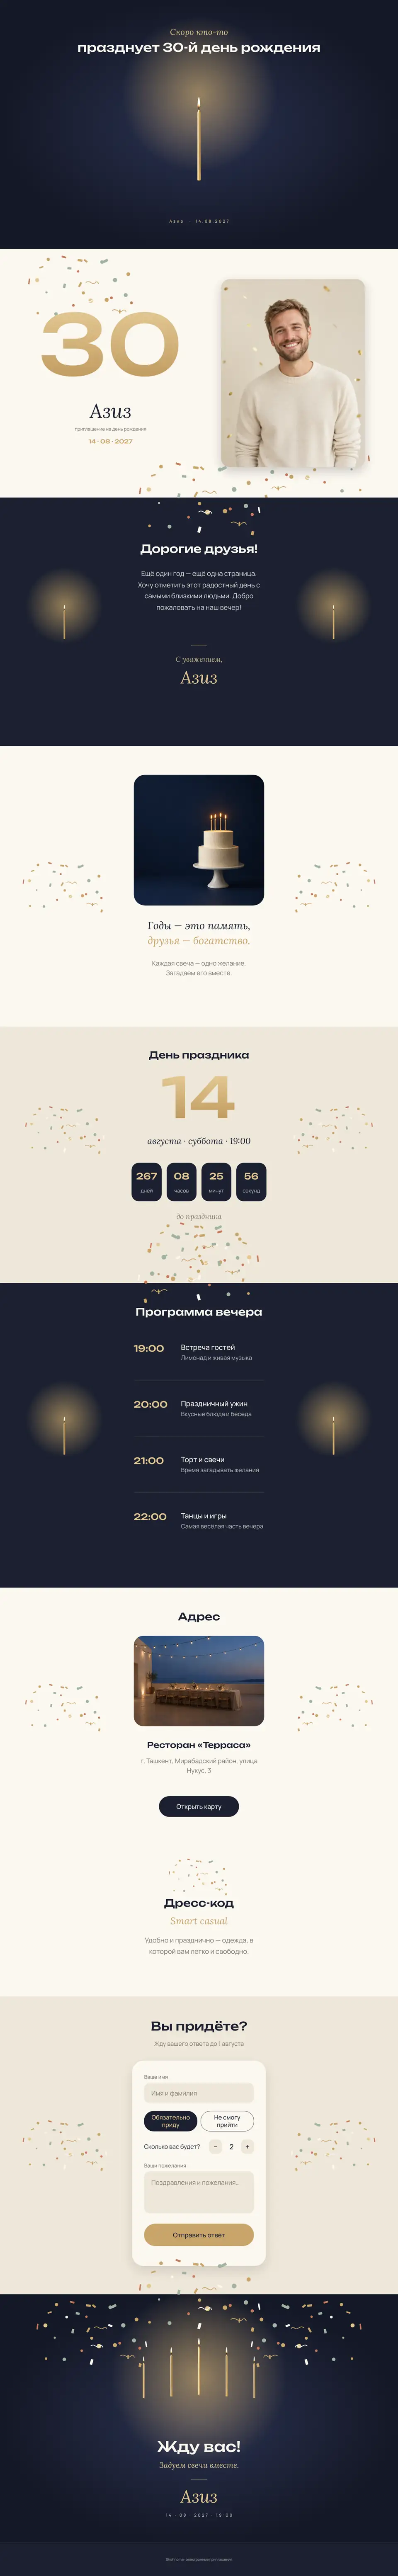 Скоро кто-то
празднует 30-й день рождения
Азиз · 14.08.2027
30
Азиз
приглашение на день рождения
14 · 08 · 2027
Дорогие друзья!
Ещё один год — ещё одна страница.
Хочу отметить этот радостный день с
самыми близкими людьми. Добро
пожаловать на наш вечер!
С уважением,
Азиз
Годы — это память,
друзья — богатство.
Каждая свеча — одно желание.
Загадаем его вместе.
День праздника
14
августа · суббота · 19:00
267 08 25 56
дней часов минут секунд
до праздника
Программа вечера
19:00 Встреча гостей
Лимонад и живая музыка
20:00 Праздничный ужин
Вкусные блюда и беседа
21:00 Торт и свечи
Время загадывать желания
22:00 Танцы и игры
Самая весёлая часть вечера
Адрес
Ресторан «Терраса»
г. Ташкент, Мирабадский район, улица
Нукус, 3
Открыть карту
Дресс-код
Smart casual
Удобно и празднично — одежда, в
которой вам легко и свободно.
Вы придёте?
Жду вашего ответа до 1 августа
Ваше имя
Имя и фамилия
Обязательно
приду
Не смогу
прийти
Сколько вас будет? − 2 +
Ваши пожелания
Поздравления и пожелания...
Отправить ответ
Жду вас!
Задуем свечи вместе.
Азиз
14 · 08 · 2027 · 19:00
электронные приглашения